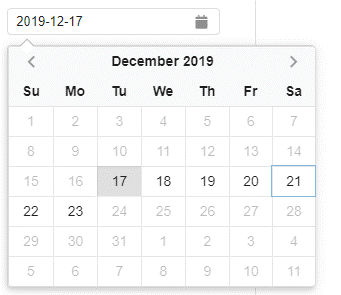 2019-12-17
December 2019
Su Mo Tu We Th Fr Sa
1 2 3 4 5 6 7
8 9 10 11 12 13 14
15 16 17 18 19 20 21
22 23 24 25 26 27 28
29 30 31 1 2 3 4
5 6 7 8 9 10 11